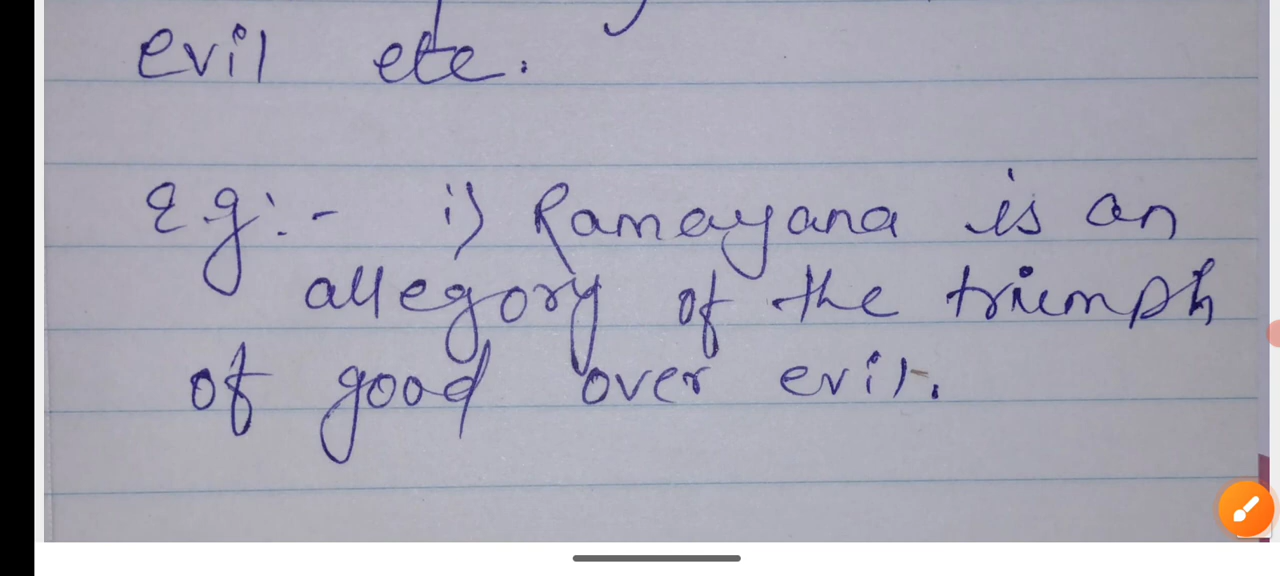 evil etc.
Eg:- i) Ramayana is an
allegory of the triumph
of good over evil.